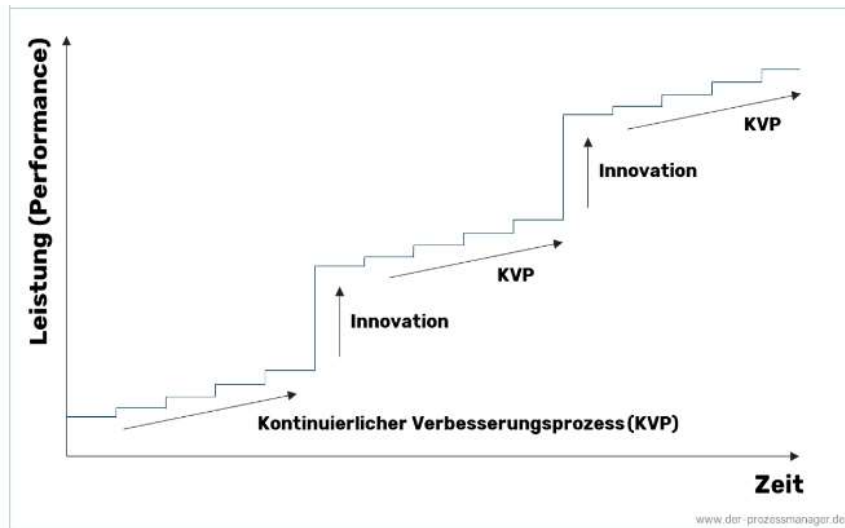 Leistung (Performance)
KVP
Innovation
KVP
Innovation
Kontinuierlicher Verbesserungsprozess (KVP)
Zeit
www.der-prozessmanager.de